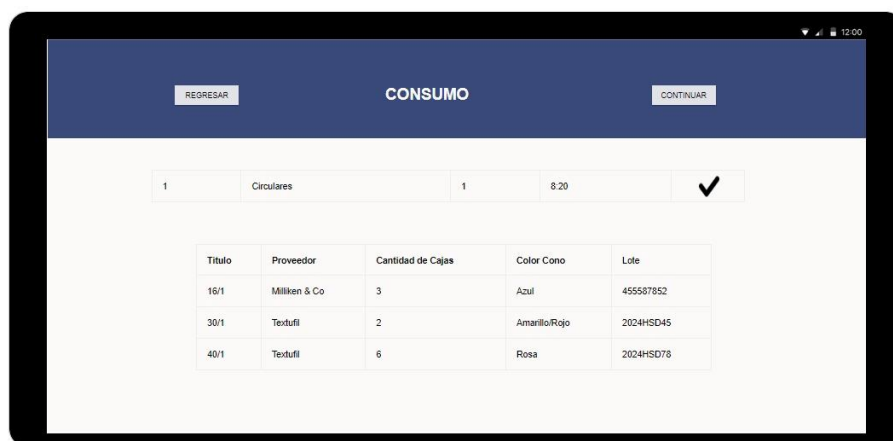 12:00
REGRESAR CONSUMO CONTINUAR
1 Circulares 1 8:20
Titulo Proveedor Cantidad de Cajas Color Cono Lote
16/1 Milliken & Co 3 Azul 455587852
30/1 Textufil 2 Amarillo/Rojo 2024HSD45
40/1 Textufil 6 Rosa 2024HSD78